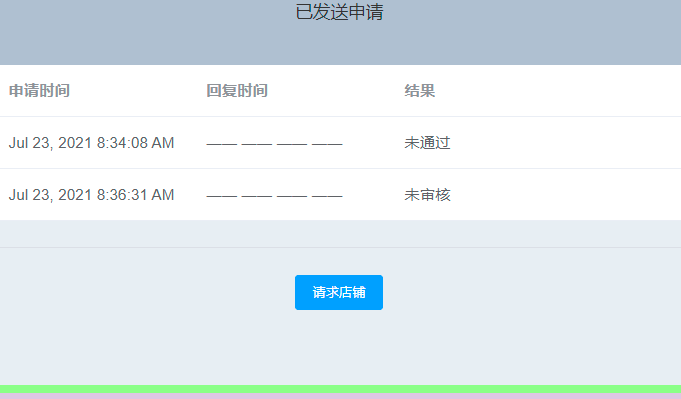 已发送申请
申请时间 回复时间 结果
Jul 23, 2021 8:34:08 AM —— —— —— —— 未通过
Jul 23, 2021 8:36:31 AM —— —— —— —— 未审核
请求店铺